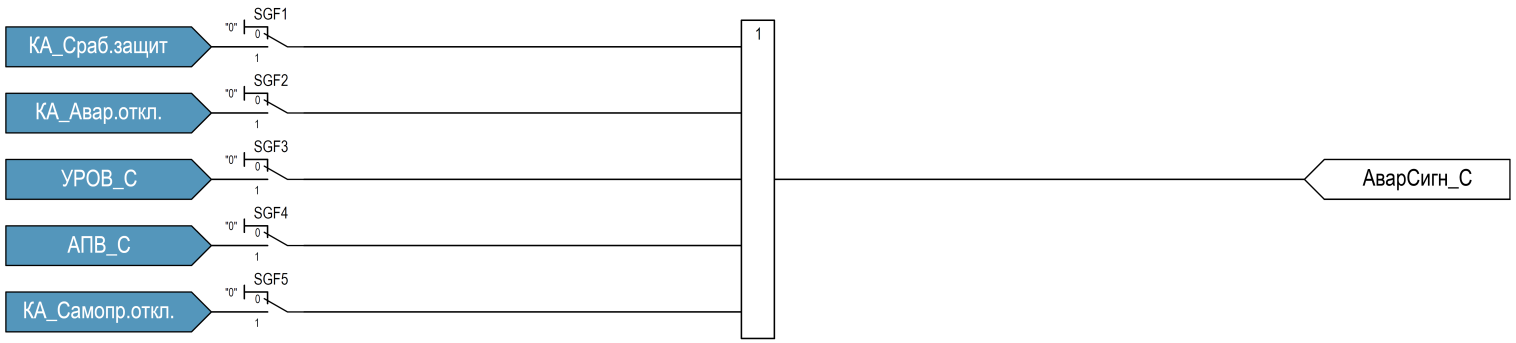 SGF1
"0"
0
КА_Сраб.защит
1
1
SGF2
"0"
0
КА_Авар.откл.
1
SGF3
"0"
0
УРОВ_С
АварСигн_С
1
SGF4
"0"
0
АПВ_С
1
SGF5
"0"
0
КА_Самопр.откл.
1